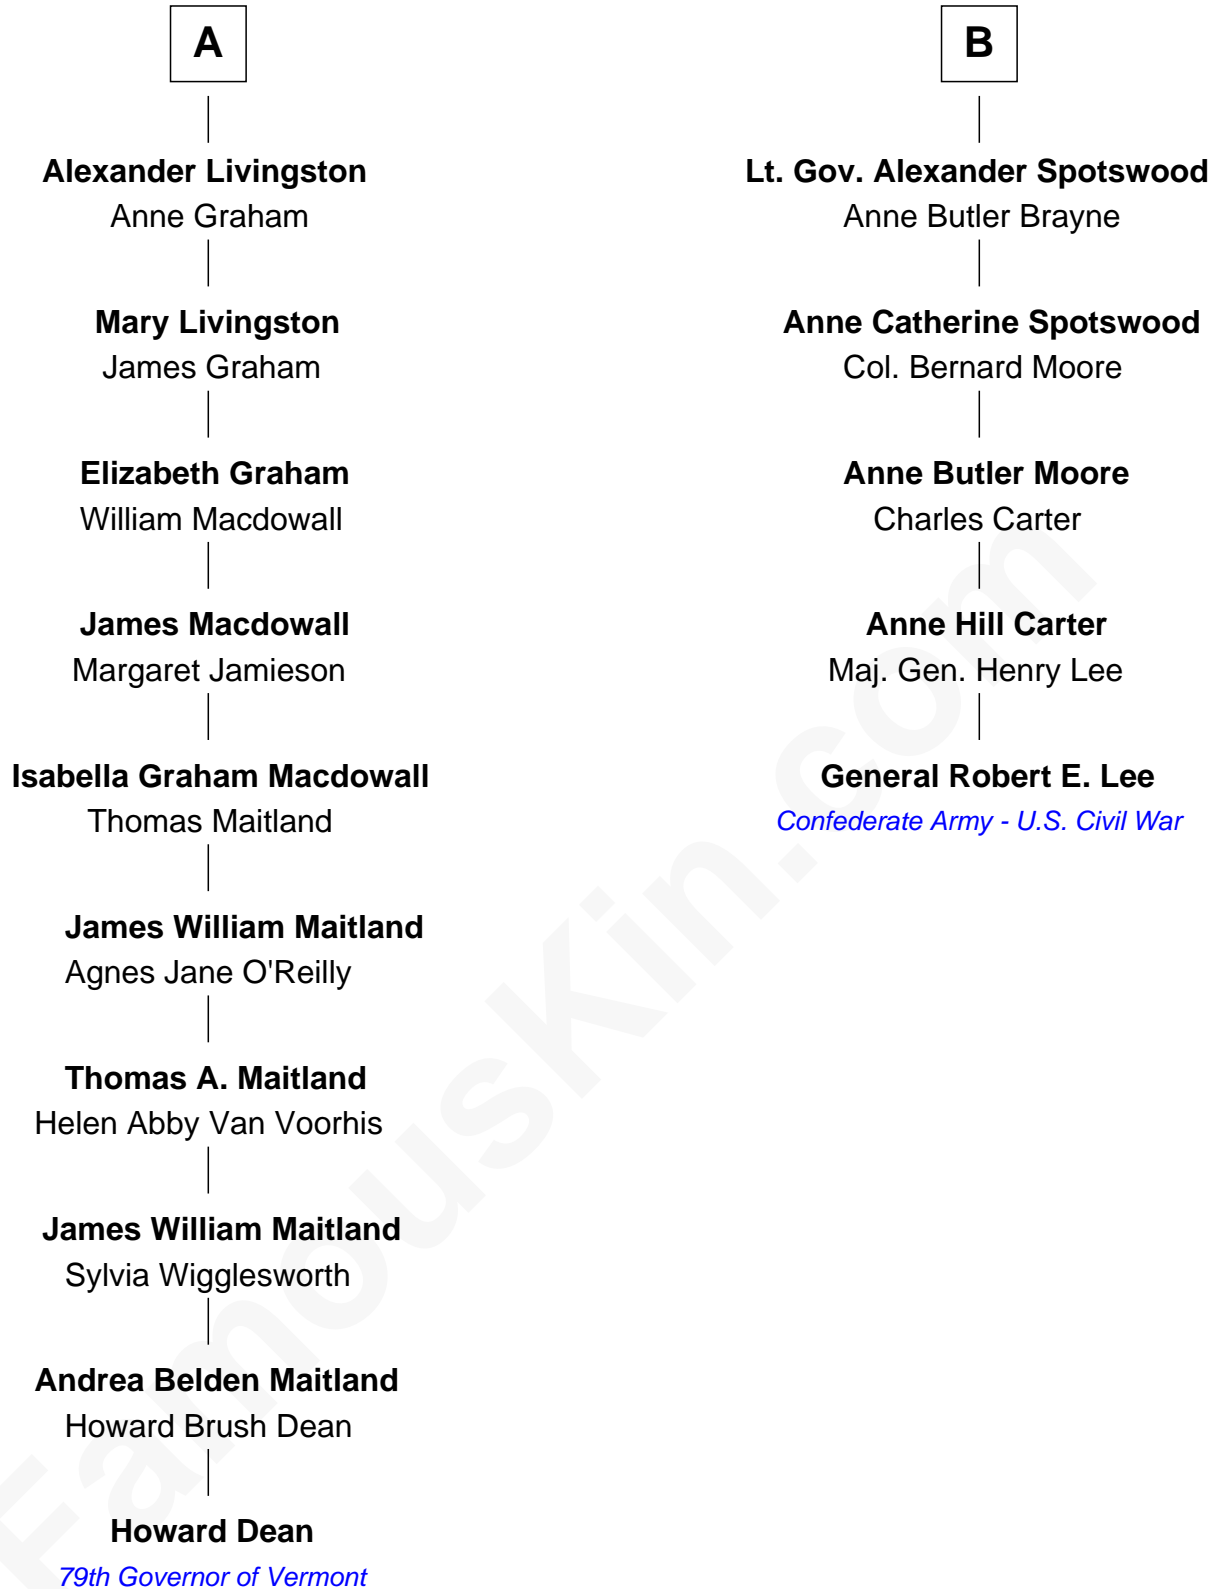 A
Alexander Livingston
Anne Graham
Mary Livingston
James Graham
Elizabeth Graham
William Macdowall
James Macdowall
Margaret Jamieson
Isabella Graham Macdowall
Thomas Maitland
James William Maitland
Agnes Jane O'Reilly
Thomas A. Maitland
Helen Abby Van Voorhis
James William Maitland
Sylvia Wigglesworth
Andrea Belden Maitland
Howard Brush Dean
Howard Dean
79th Governor of Vermont
B
Lt. Gov. Alexander Spotswood
Anne Butler Brayne
Anne Catherine Spotswood
Col. Bernard Moore
Anne Butler Moore
Charles Carter
Anne Hill Carter
Maj. Gen. Henry Lee
General Robert E. Lee
Confederate Army - U.S. Civil War
FamousKin.com